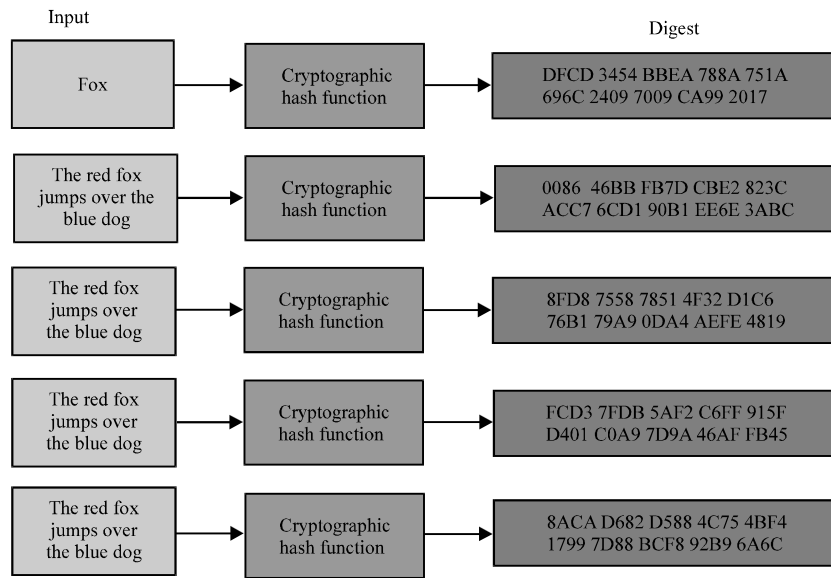 Input
Digest
Fox
Cryptographic
hash function
DFCD 3454 BBEA 788A 751A
696C 2409 7009 CA99 2017
The red fox
jumps over the
blue dog
Cryptographic
hash function
0086 46BB FB7D CBE2 823C
ACC7 6CD1 90B1 EE6E 3ABC
The red fox
jumps over
the blue dog
Cryptographic
hash function
8FD8 7558 7851 4F32 D1C6
76B1 79A9 0DA4 AEFE 4819
The red fox
jumps over
the blue dog
Cryptographic
hash function
FCD3 7FDB 5AF2 C6FF 915F
D401 C0A9 7D9A 46AF FB45
The red fox
jumps over
the blue dog
Cryptographic
hash function
8ACA D682 D588 4C75 4BF4
1799 7D88 BCF8 92B9 6A6C